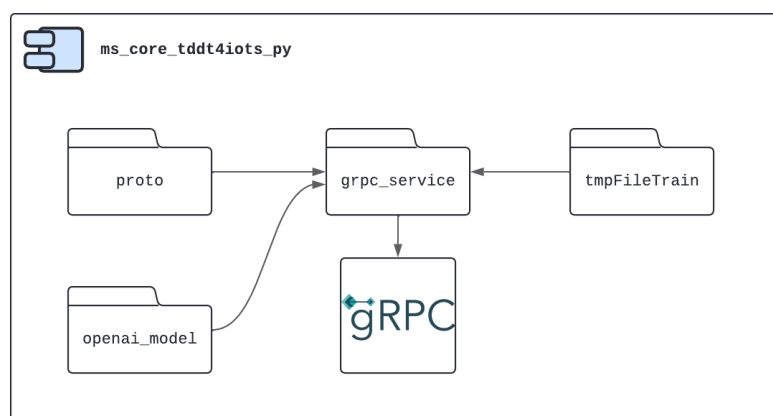 ms_core_tddt4iots_py
proto
grpc_service
tmpFileTrain
openai_model
gRPC